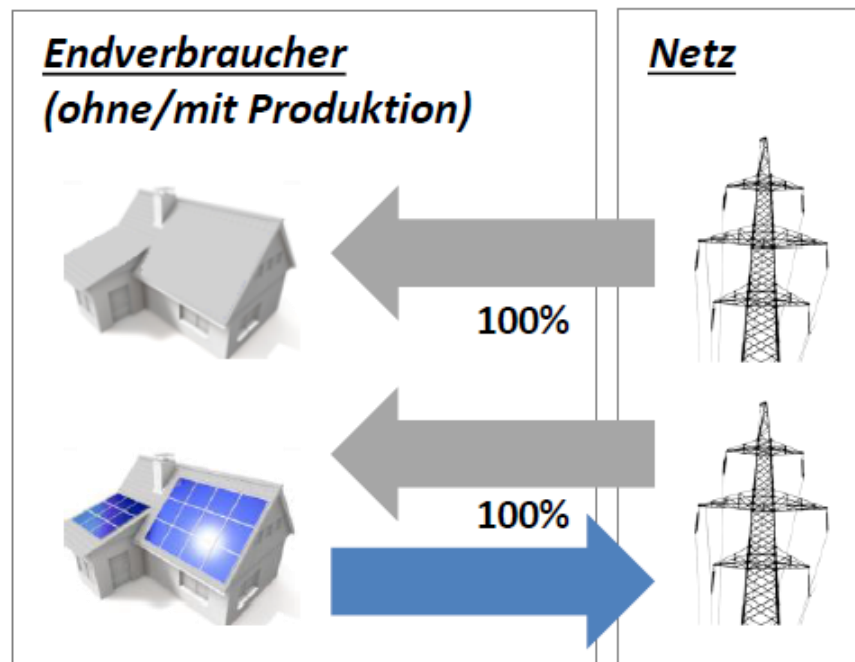 Endverbraucher
(ohne/mit Produktion)
Netz
100%
100%